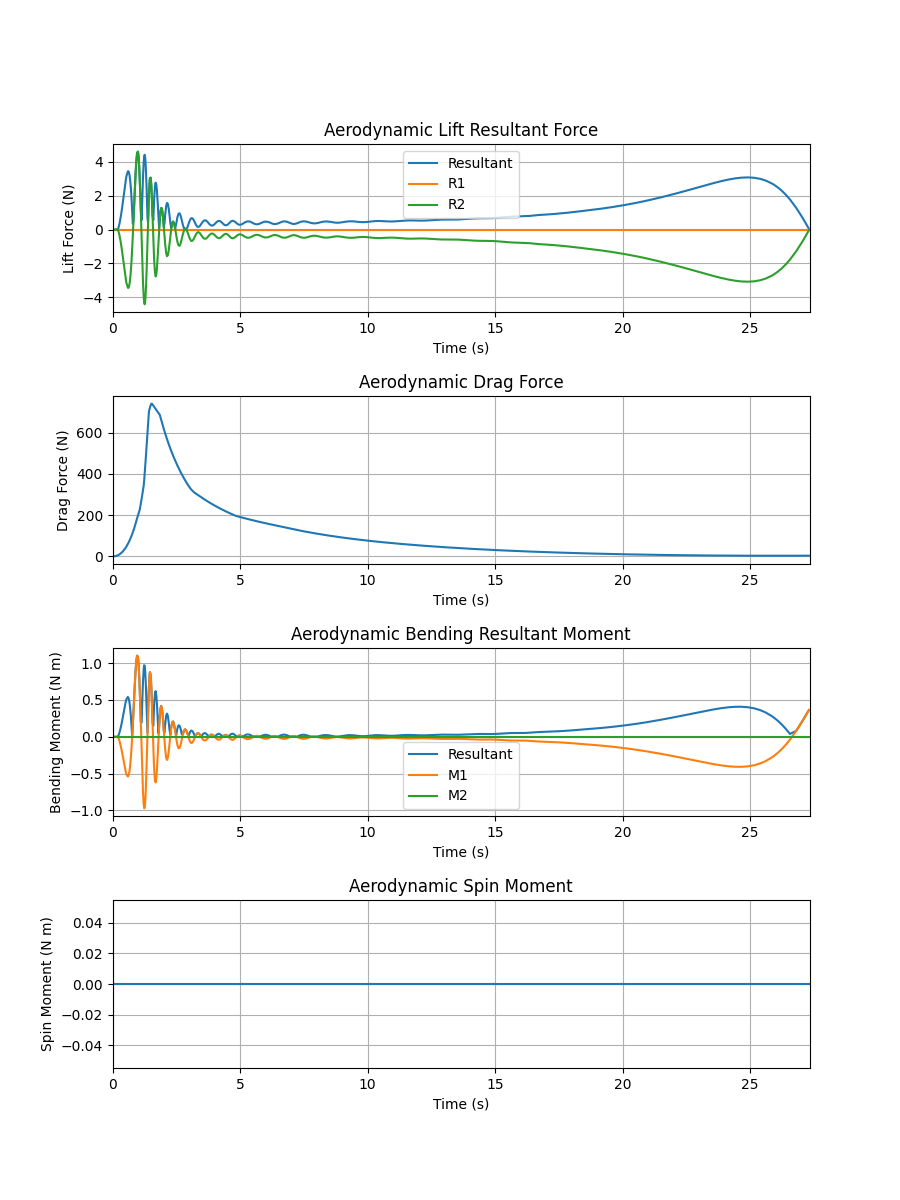 Aerodynamic Lift Resultant Force
Lift Force (N)
4
2
0
−2
−4
Resultant
R1
R2
0 5 10 15 20 25
Time (s)
Aerodynamic Drag Force
Drag Force (N)
600
400
200
0
0 5 10 15 20 25
Time (s)
Aerodynamic Bending Resultant Moment
Bending Moment (N m)
1.0
0.5
0.0
−0.5
−1.0
Resultant
M1
M2
0 5 10 15 20 25
Time (s)
Aerodynamic Spin Moment
Spin Moment (N m)
0.04
0.02
0.00
−0.02
−0.04
0 5 10 15 20 25
Time (s)